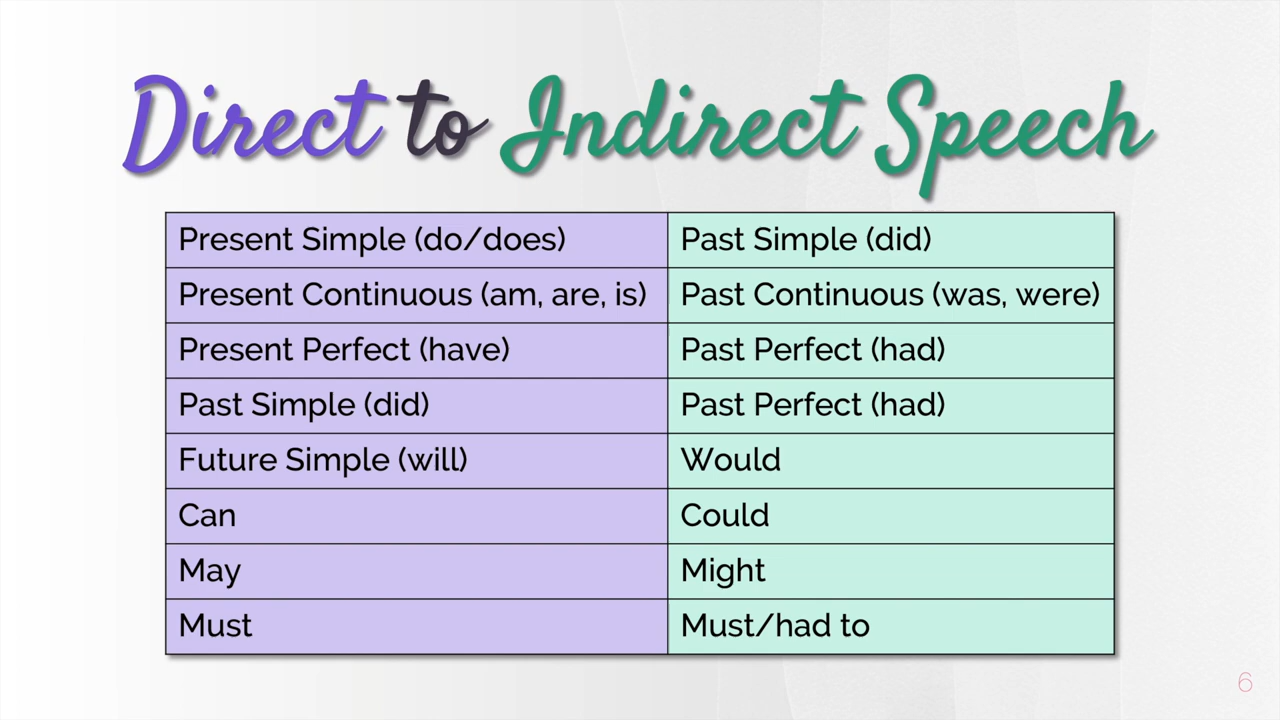 Direct to Indirect Speech
Present Simple (do/does) Past Simple (did)
Present Continuous (am, are, is) Past Continuous (was, were)
Present Perfect (have) Past Perfect (had)
Past Simple (did) Past Perfect (had)
Future Simple (will) Would
Can Could
May Might
Must Must/had to
6